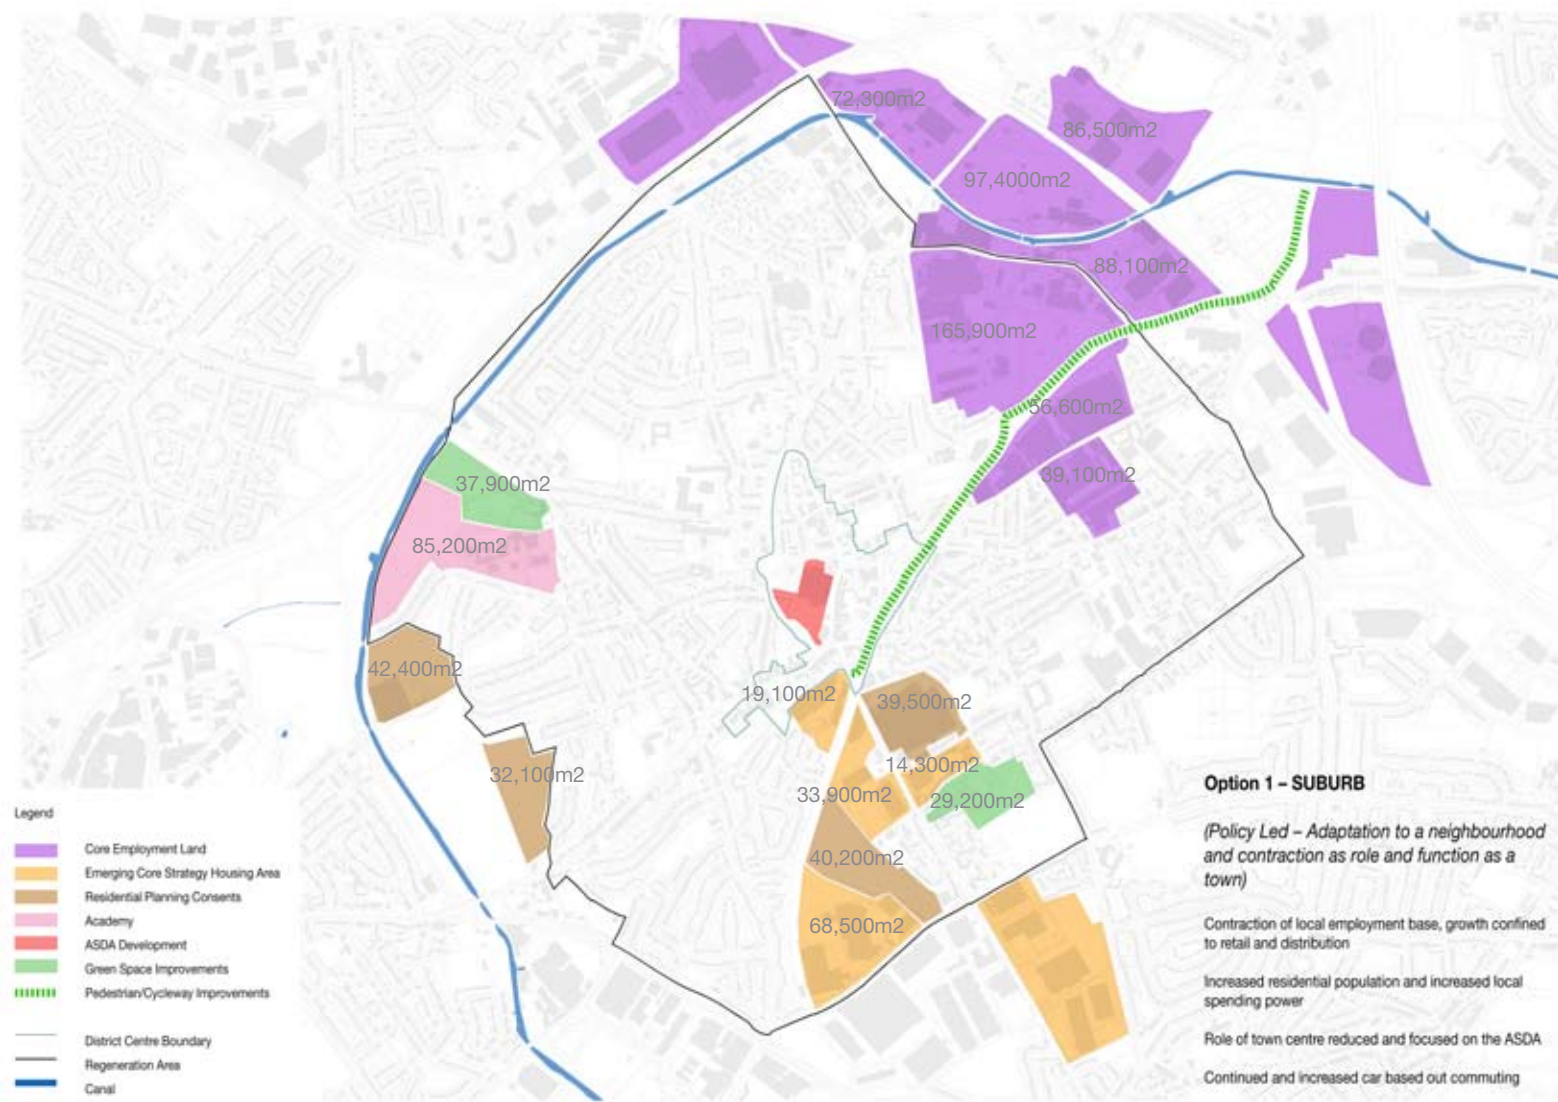 72,300m2
86,500m2
97,4000m2
88,100m2
165,900m2
56,600m2
39,100m2
37,900m2
85,200m2
42,400m2
19,100m2
39,500m2
32,100m2
14,300m2
33,900m2
29,200m2
40,200m2
68,500m2
Legend
Core Employment Land
Emerging Core Strategy Housing Area
Residential Planning Consents
Academy
ASDA Development
Green Space Improvements
Pedestrian/Cycleway Improvements
District Centre Boundary
Regeneration Area
Canal
Option 1 – SUBURB
(Policy Led – Adaptation to a neighbourhood
and contraction as role and function as a
town)
Contraction of local employment base, growth confined
to retail and distribution
Increased residential population and increased local
spending power
Role of town centre reduced and focused on the ASDA
Continued and increased car based out commuting